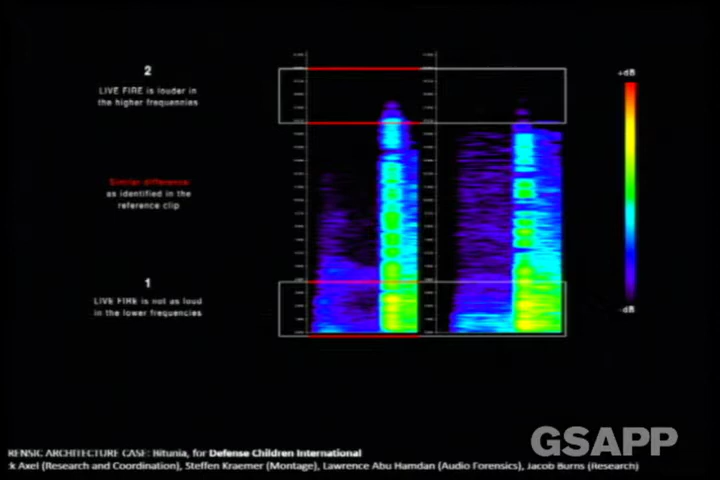 2
LIVE FIRE is louder in
the higher frequencies
+dB
Similar difference
as identified in the
reference clip
1
LIVE FIRE is not as loud
in the lower frequencies
-dB
GSAPP
RENSIC ARCHITECTURE CASE: Bitunia, for Defense Children International
k Axel (Research and Coordination), Steffen Kraemer (Montage), Lawrence Abu Hamdan (Audio Forensics), Jacob Burns (Research)